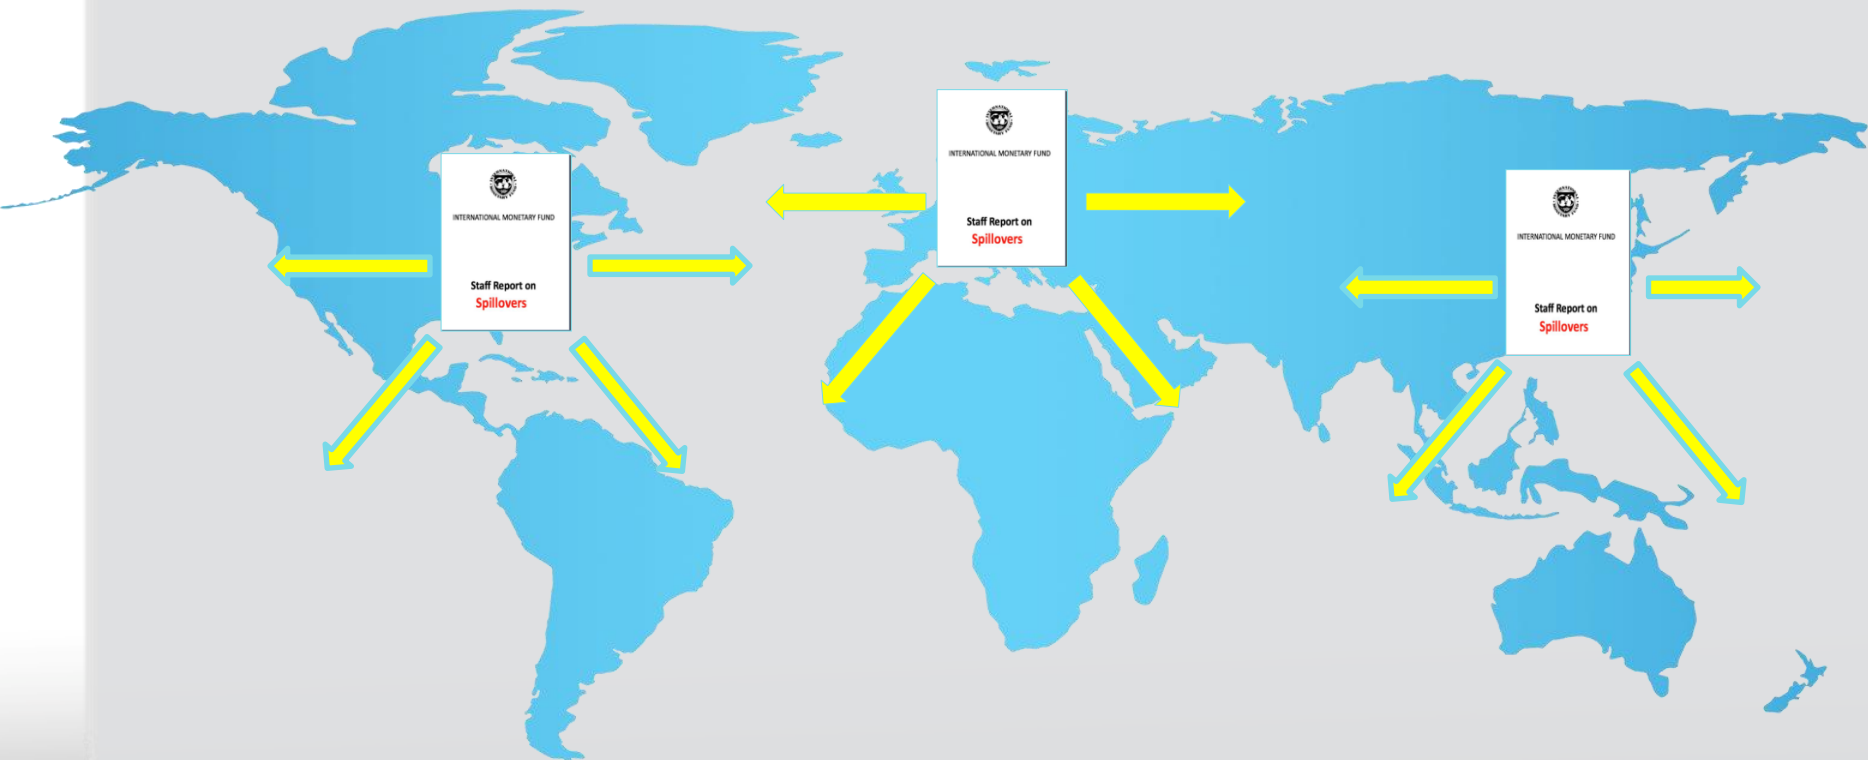 INTERNATIONAL MONETARY FUND
Staff Report on
Spillovers
INTERNATIONAL MONETARY FUND
Staff Report on
Spillovers
INTERNATIONAL MONETARY FUND
Staff Report on
Spillovers